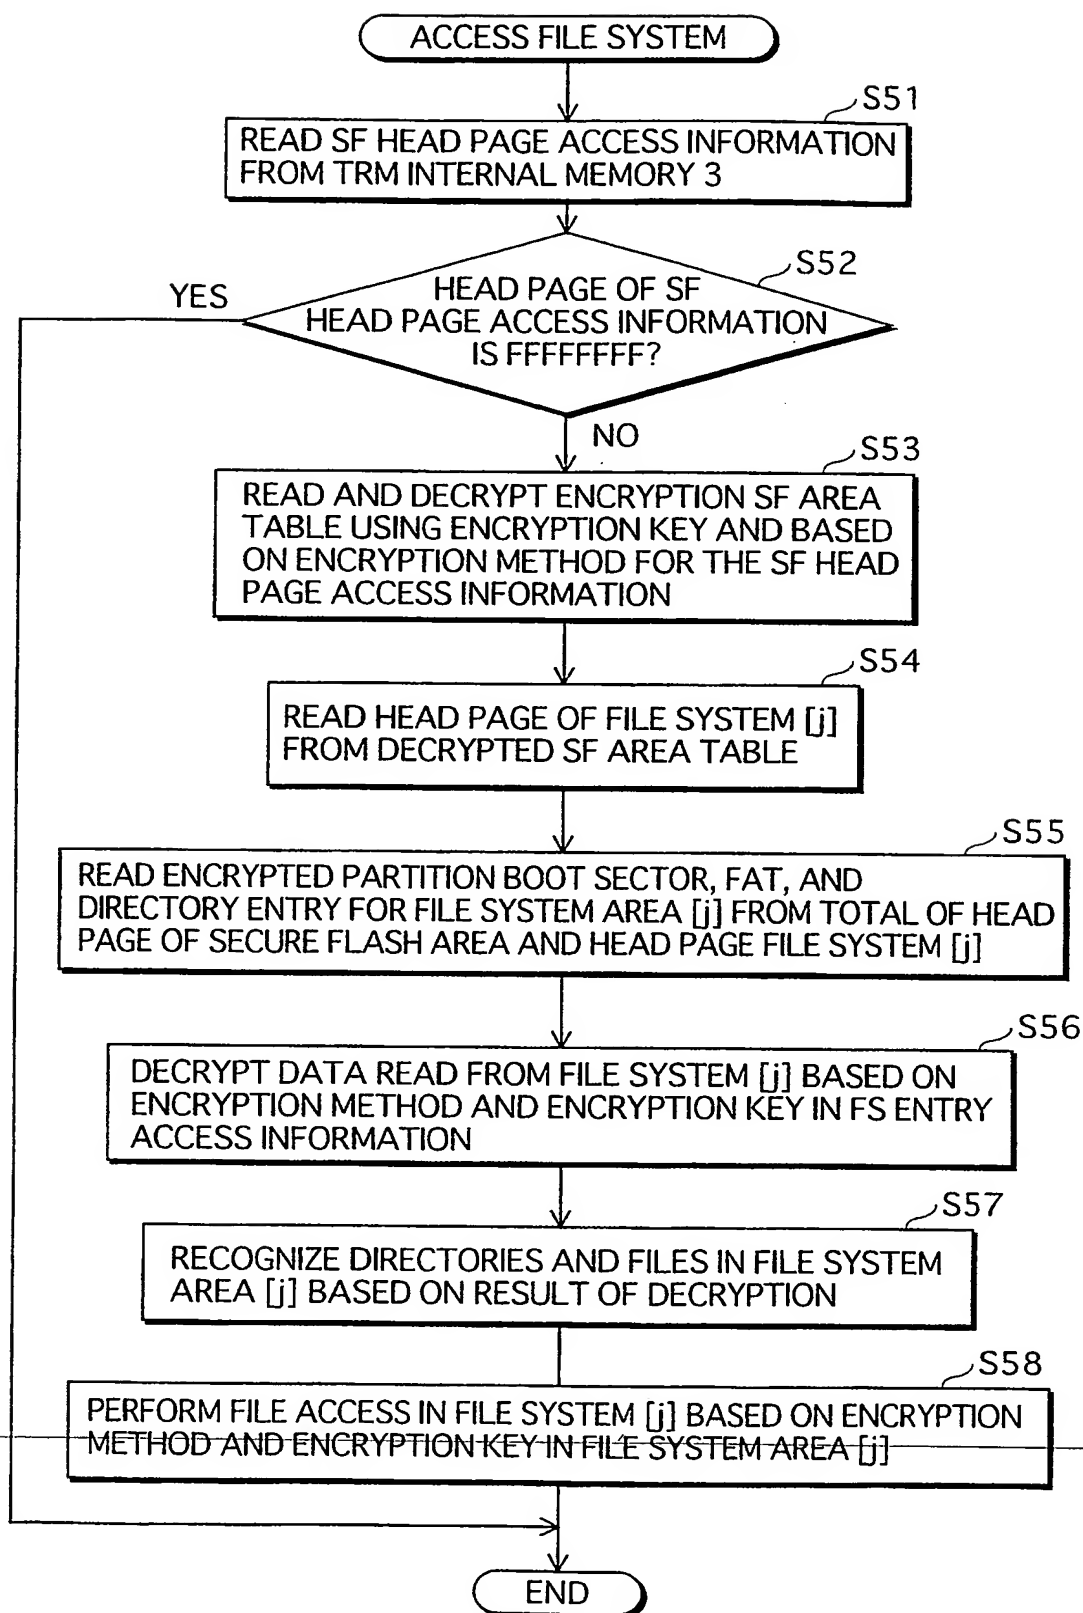 ACCESS FILE SYSTEM
S51
READ SF HEAD PAGE ACCESS INFORMATION
FROM TRM INTERNAL MEMORY 3
S52
YES
HEAD PAGE OF SF
HEAD PAGE ACCESS INFORMATION
IS FFFFFFFF?
NO
S53
READ AND DECRYPT ENCRYPTION SF AREA
TABLE USING ENCRYPTION KEY AND BASED
ON ENCRYPTION METHOD FOR THE SF HEAD
PAGE ACCESS INFORMATION
S54
READ HEAD PAGE OF FILE SYSTEM [j]
FROM DECRYPTED SF AREA TABLE
S55
READ ENCRYPTED PARTITION BOOT SECTOR, FAT, AND
DIRECTORY ENTRY FOR FILE SYSTEM AREA [j] FROM TOTAL OF HEAD
PAGE OF SECURE FLASH AREA AND HEAD PAGE FILE SYSTEM [j]
S56
DECRYPT DATA READ FROM FILE SYSTEM [j] BASED ON
ENCRYPTION METHOD AND ENCRYPTION KEY IN FS ENTRY
ACCESS INFORMATION
S57
RECOGNIZE DIRECTORIES AND FILES IN FILE SYSTEM
AREA [j] BASED ON RESULT OF DECRYPTION
S58
PERFORM FILE ACCESS IN FILE SYSTEM [j] BASED ON ENCRYPTION
METHOD AND ENCRYPTION KEY IN FILE SYSTEM AREA [j]
END